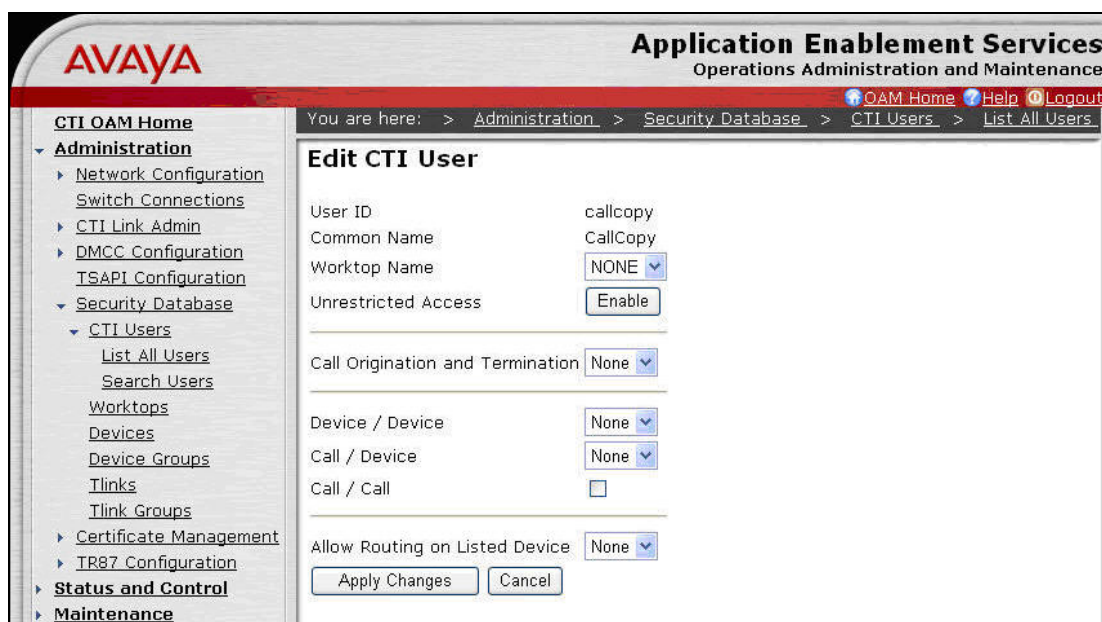 AVAYA
Application Enablement Services
Operations Administration and Maintenance
OAM Home Help Logout
You are here: > Administration > Security Database > CTI Users > List All Users
CTI OAM Home
Administration
Network Configuration
Switch Connections
CTI Link Admin
DMCC Configuration
TSAPI Configuration
Security Database
CTI Users
List All Users
Search Users
Worktops
Devices
Device Groups
Tlinks
Tlink Groups
Certificate Management
TR87 Configuration
Status and Control
Maintenance
Edit CTI User
User ID callcopy
Common Name CallCopy
Worktop Name NONE
Unrestricted Access Enable
Call Origination and Termination None
Device / Device None
Call / Device None
Call / Call
Allow Routing on Listed Device None
Apply Changes Cancel